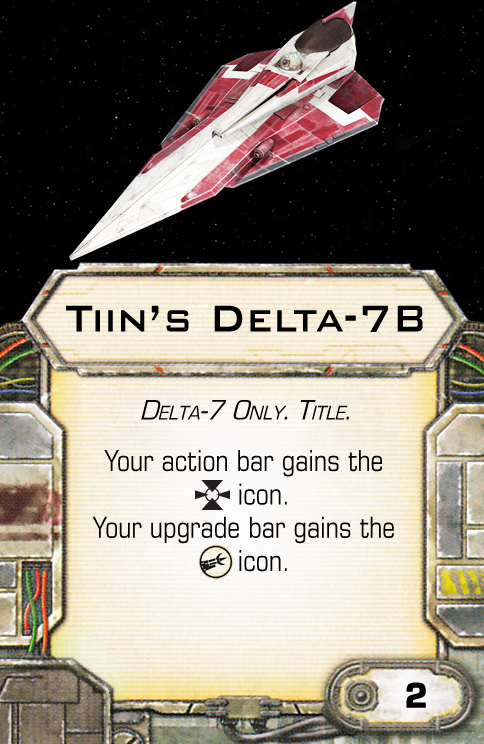 Tiin's Delta-7B
Delta-7 Only. Title.
Your action bar gains the
icon.
Your upgrade bar gains the
icon.
2